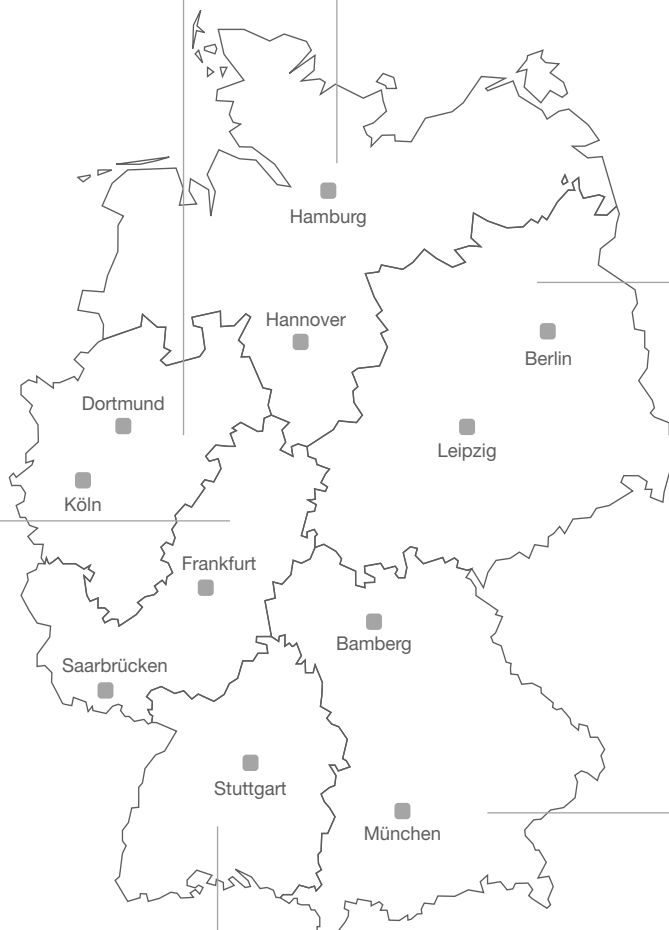 Hamburg
Hannover
Berlin
Dortmund
Leipzig
Köln
Frankfurt
Bamberg
Saarbrücken
Stuttgart
München